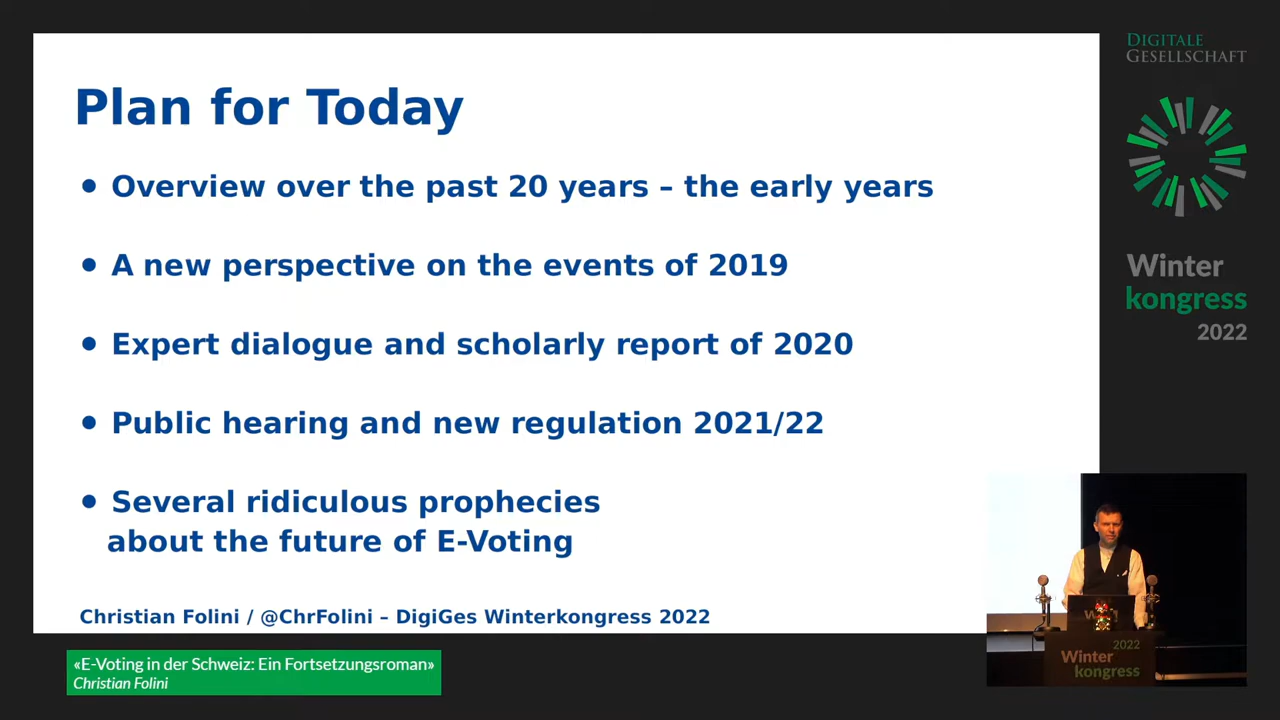 Plan for Today
• Overview over the past 20 years – the early years
• A new perspective on the events of 2019
• Expert dialogue and scholarly report of 2020
• Public hearing and new regulation 2021/22
• Several ridiculous prophecies
about the future of E-Voting
Christian Folini / @ChrFolini – DigiGes Winterkongress 2022
DIGITALE
GESELLSCHAFT
Winter
kongress
2022
2022
Winter
kongress
«E-Voting in der Schweiz: Ein Fortsetzungsroman»
Christian Folini